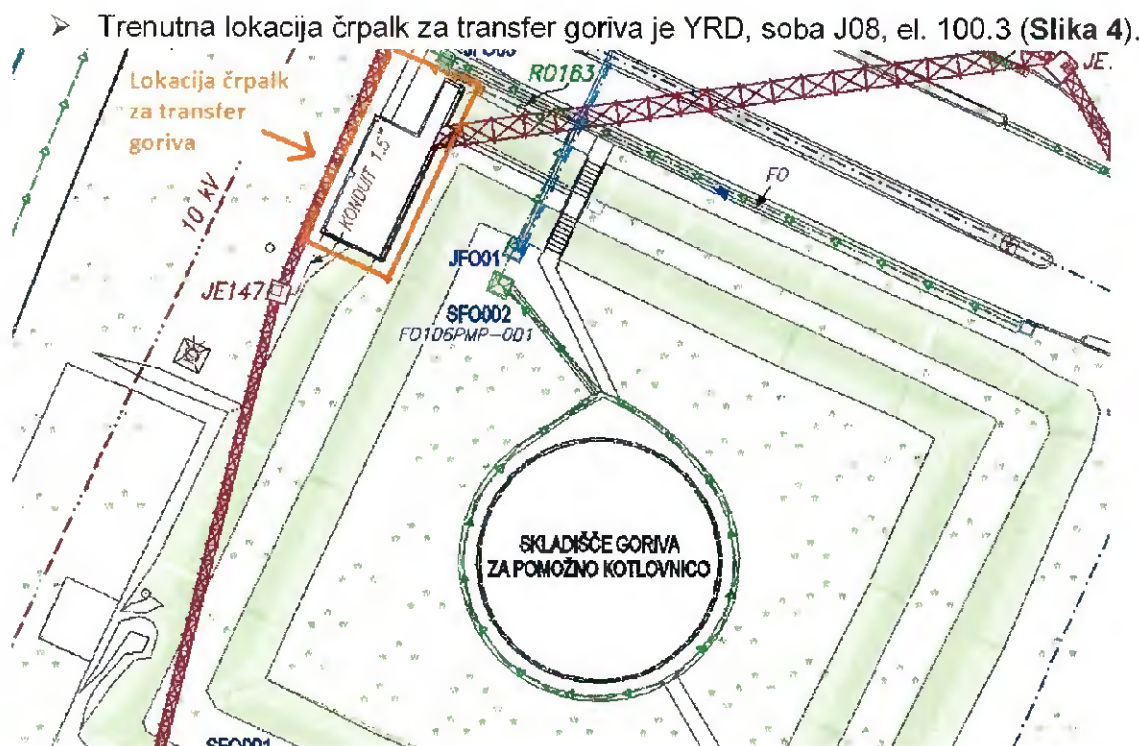 ➢ Trenutna lokacija črpalk za transfer goriva je YRD, soba J08, el. 100.3 (Slika 4).
Lokacija črpalk
za transfer
goriva
RD163
JE.
KONDUIT 1.5"
10 kV
FO
JFO01
JE147
SFO002
FO106PMP-001
SKLADIŠČE GORIVA
ZA POMOŽNO KOTLOVNICO